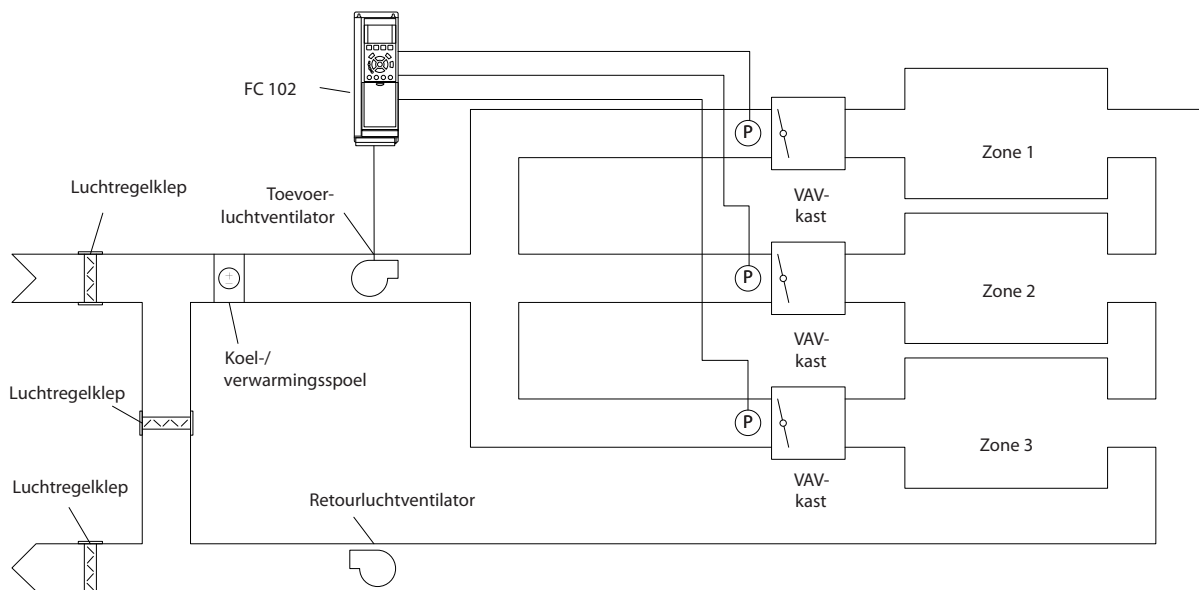 FC 102
P
Zone 1
Luchtregelklep
Toevoer-
luchtventilator
VAV-
kast
P
Zone 2
Koel-/
verwarmingsspoel
VAV-
kast
Luchtregelklep
P
Zone 3
Luchtregelklep
Retourluchtventilator
VAV-
kast